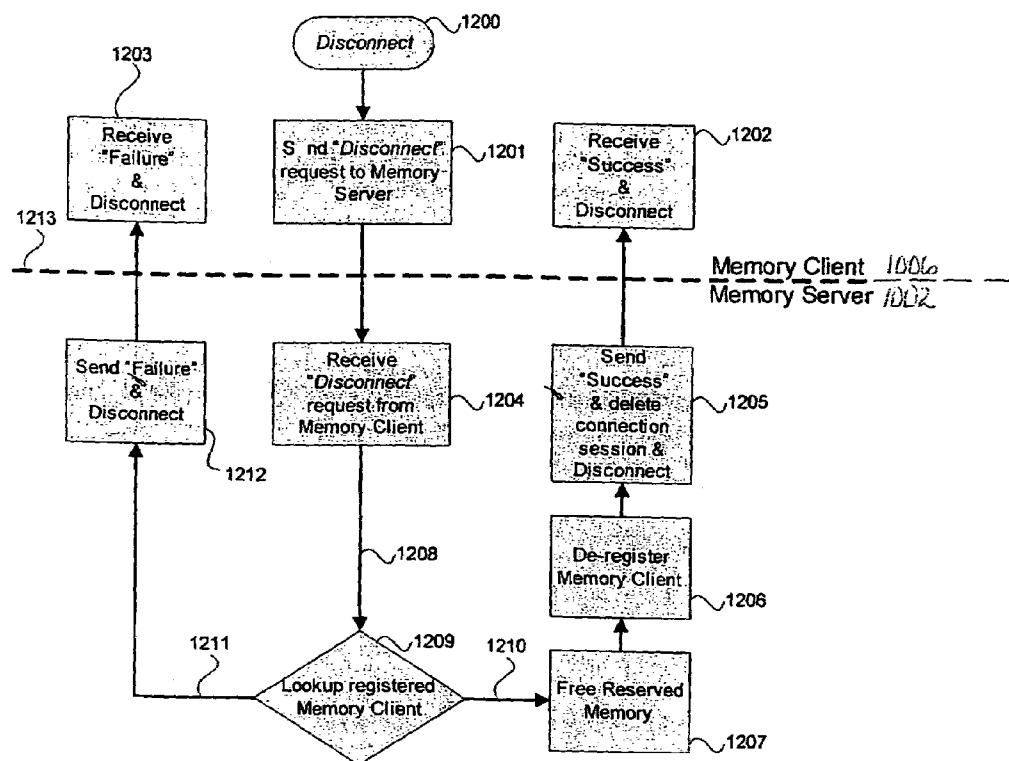 1200
Disconnect
1203
Receive
"Failure"
&
Disconnect
S nd "Disconnect"
request to Memory
Server
1201
1202
Receive
"Success"
&
Disconnect
1213
Memory Client 1006
Memory Server 1002
Send "Failure"
&
Disconnect
1212
Receive
"Disconnect"
request from
Memory Client
1204
Send
"Success"
& delete
connection
session &
Disconnect
1205
1208
De-register
Memory Client
1206
1211
1209
1210
Lookup registered
Memory Client
Free Reserved
Memory
1207